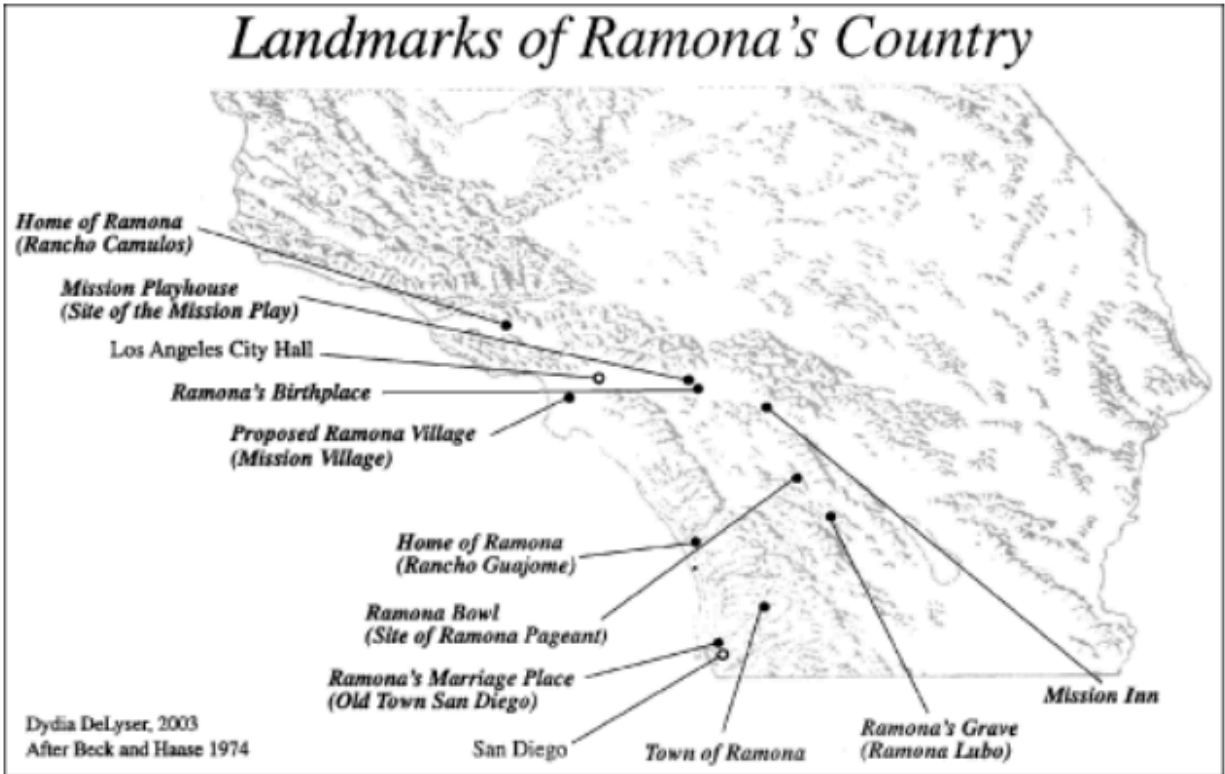 Landmarks of Ramona's Country
Home of Ramona
(Rancho Camulos)
Mission Playhouse
(Site of the Mission Play)
Los Angeles City Hall
Ramona's Birthplace
Proposed Ramona Village
(Mission Village)
Home of Ramona
(Rancho Guajome)
Ramona Bowl
(Site of Ramona Pageant)
Ramona's Marriage Place
(Old Town San Diego)
San Diego
Town of Ramona
Ramona's Grave
(Ramona Lubo)
Mission Inn
Dydia DeLyser, 2003
After Beck and Haase 1974